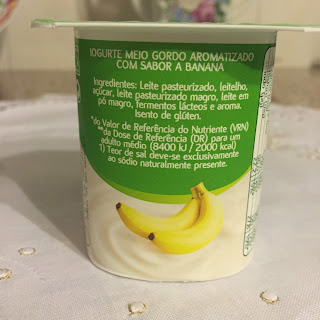 IOGURTE MEIO GORDO AROMATIZADO
COM SABOR A BANANA
Ingredientes: Leite pasteurizado, leitelho,
açúcar, leite pasteurizado magro, leite em
pó magro, fermentos lácteos e aroma.
Isento de glúten.
*do Valor de Referência do Nutriente (VRN)
**da Dose de Referência (DR) para um
adulto médio (8400 kJ / 2000 kcal)
1) Teor de sal deve-se exclusivamente
ao sódio naturalmente presente.